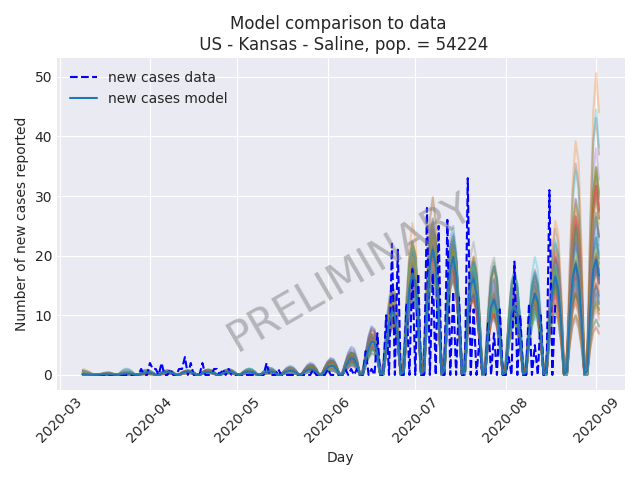 Model comparison to data
US - Kansas - Saline, pop. = 54224
new cases data
new cases model
PRELIMINARY
Number of new cases reported
50
40
30
20
10
0
2020-03
2020-04
2020-05
2020-06
2020-07
2020-08
2020-09
Day